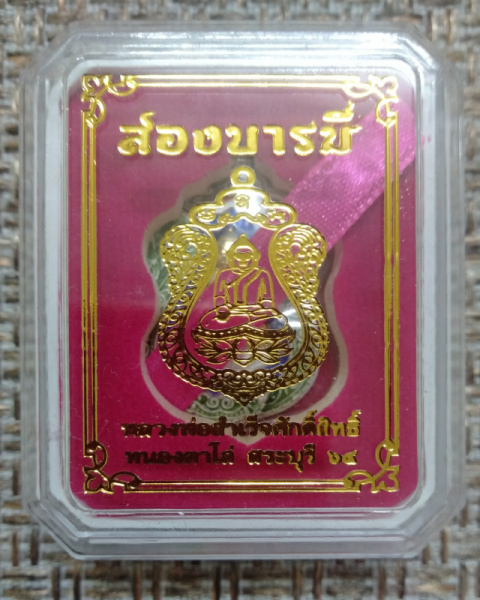 ส่องบารมี
หลวงพ่อสำเร็จศักดิ์สิทธิ์
หนองตาโล่ สระบุรี ๖๔